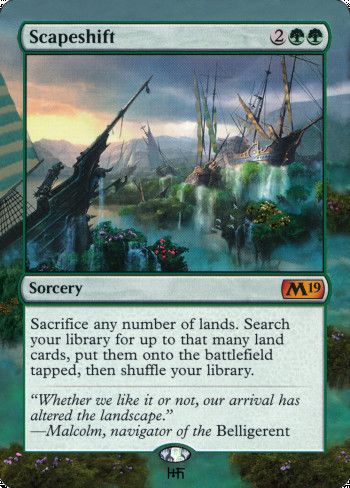 Scapeshift 2
Sorcery M19
Sacrifice any number of lands. Search
your library for up to that many land
cards, put them onto the battlefield
tapped, then shuffle your library.
“Whether we like it or not, our arrival has
altered the landscape.”
—Malcolm, navigator of the Belligerent